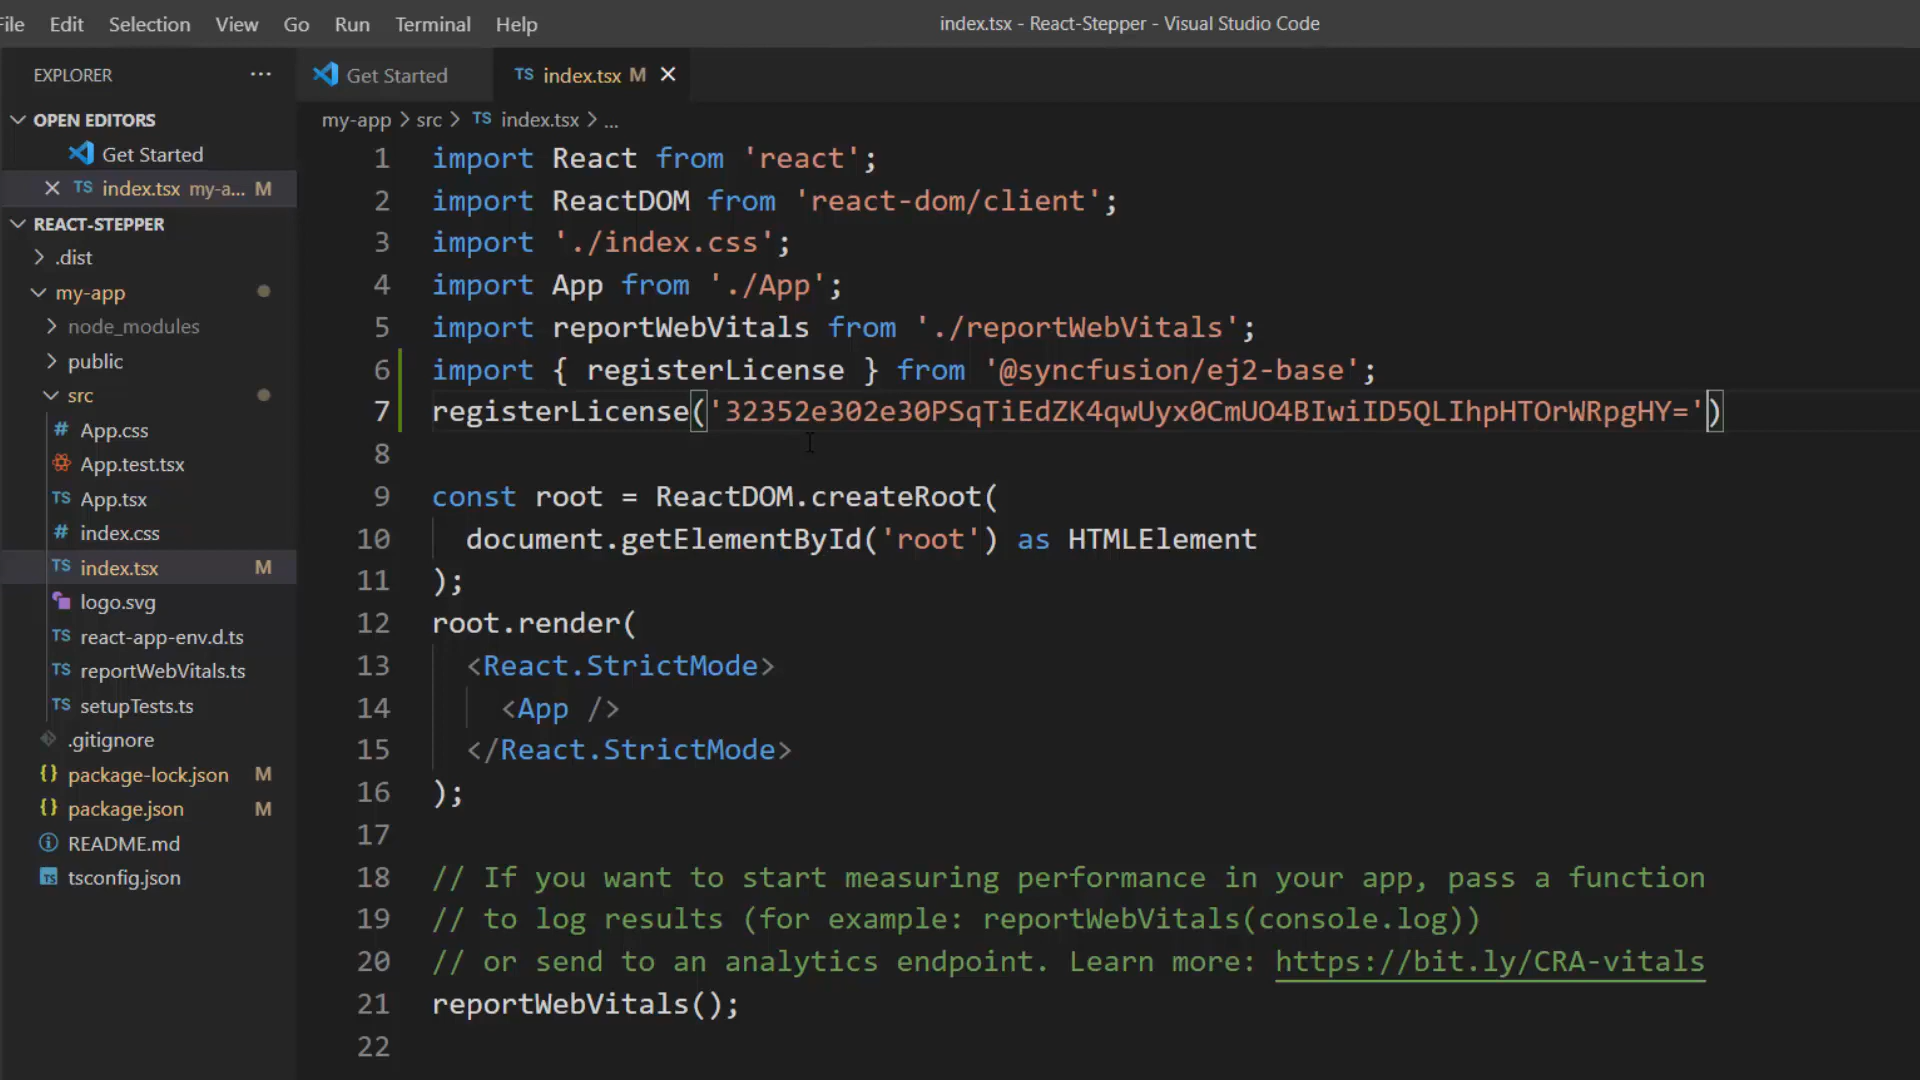 File Edit Selection View Go Run Terminal Help
index.tsx - React-Stepper - Visual Studio Code
EXPLORER
Get Started
TS index.tsx M
OPEN EDITORS
Get Started
TS index.tsx my-a... M
REACT-STEPPER
.dist
my-app
node_modules
public
src
# App.css
App.test.tsx
TS App.tsx
# index.css
TS index.tsx M
logo.svg
TS react-app-env.d.ts
TS reportWebVitals.ts
TS setupTests.ts
.gitignore
{} package-lock.json M
{} package.json M
README.md
TS tsconfig.json
my-app > src > TS index.tsx > ...
1 import React from 'react';
2 import ReactDOM from 'react-dom/client';
3 import './index.css';
4 import App from './App';
5 import reportWebVitals from './reportWebVitals';
6 import { registerLicense } from '@syncfusion/ej2-base';
7 registerLicense('32352e302e30PSqTiEdZK4qwUyx0CmUO4BIwiID5QLIhpHTOrWRpgHY=')
8
9 const root = ReactDOM.createRoot(
10 document.getElementById('root') as HTMLElement
11 );
12 root.render(
13 <React.StrictMode>
14 <App />
15 </React.StrictMode>
16 );
17
18 // If you want to start measuring performance in your app, pass a function
19 // to log results (for example: reportWebVitals(console.log))
20 // or send to an analytics endpoint. Learn more: https://bit.ly/CRA-vitals
21 reportWebVitals();
22